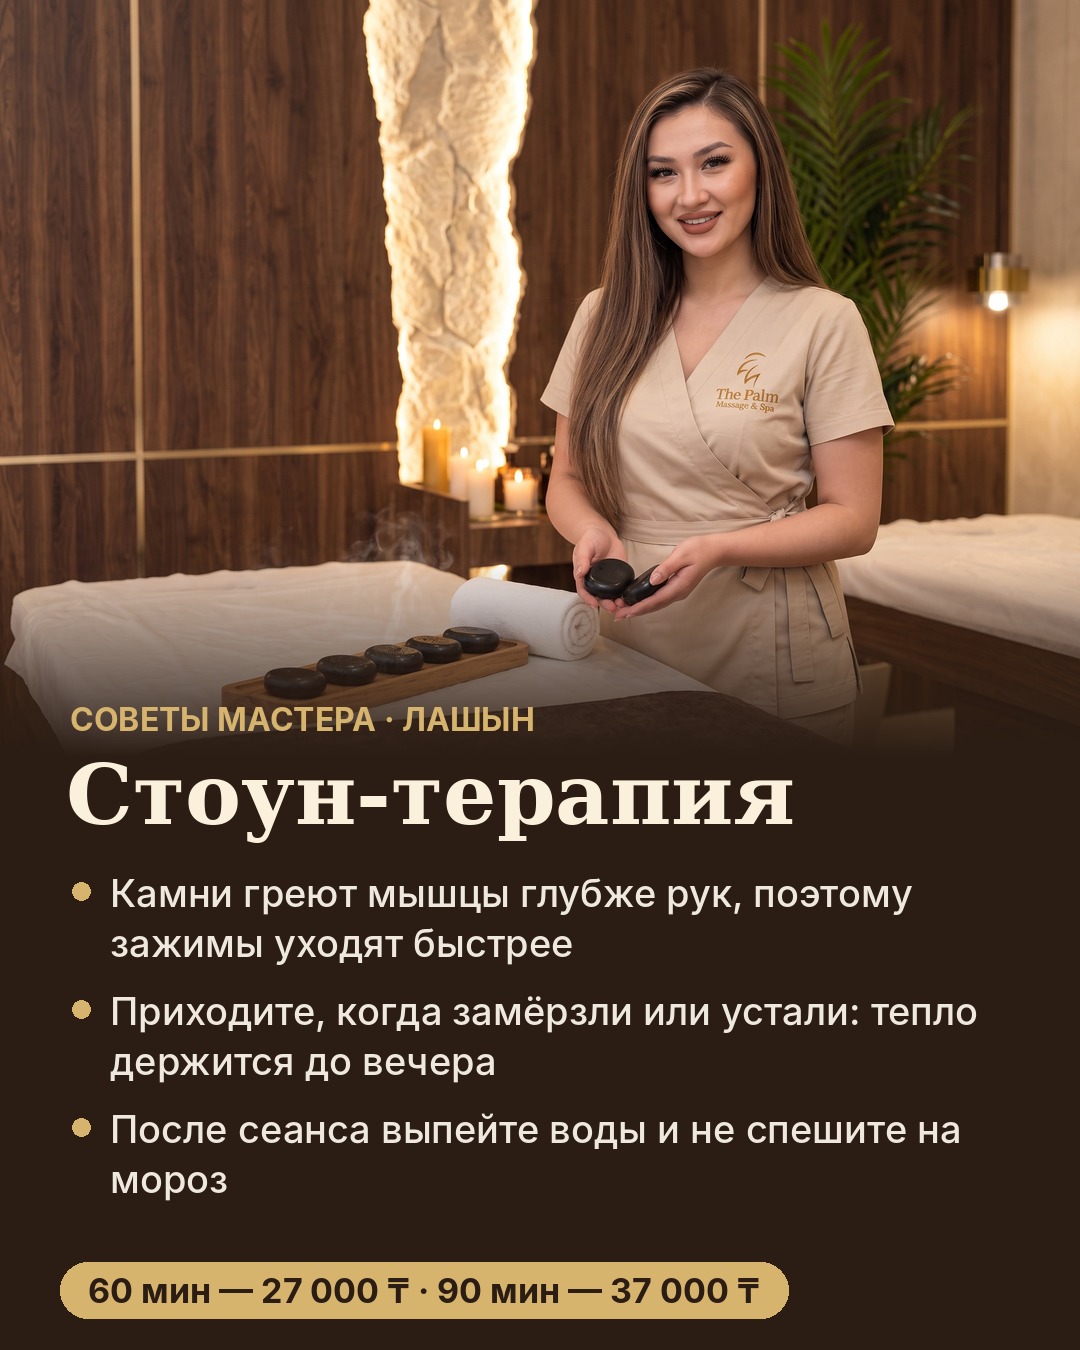 The Palm
Massage & Spa
СОВЕТЫ МАСТЕРА · ЛАШЫН
Стоун-терапия
Камни греют мышцы глубже рук, поэтому
зажимы уходят быстрее
Приходите, когда замёрзли или устали: тепло
держится до вечера
После сеанса выпейте воды и не спешите на
мороз
60 мин — 27 000 ₸ · 90 мин — 37 000 ₸